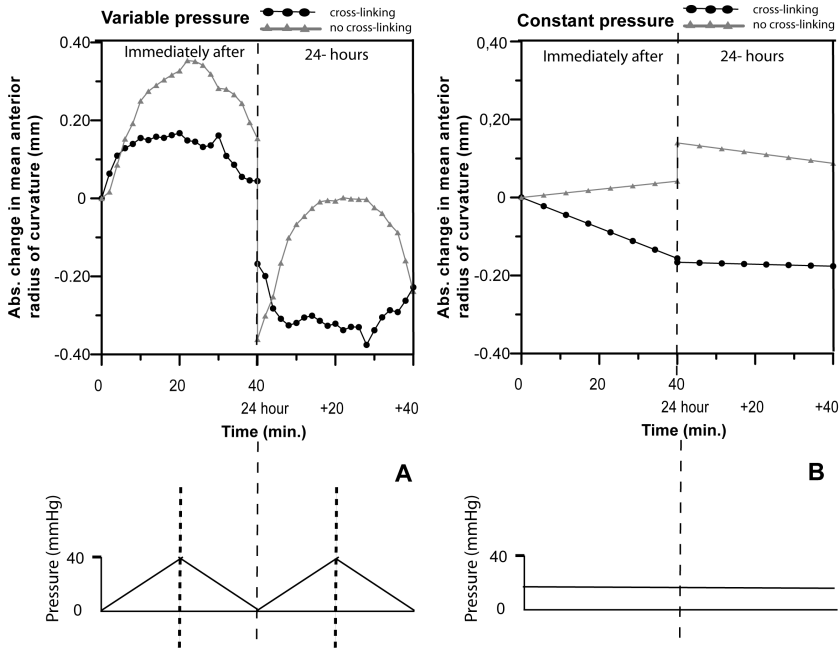 Variable pressure
cross-linking
no cross-linking
Immediately after
24- hours
0.40
0.20
0
-0.20
-0.40
Abs. change in mean anterior
radius of curvature (mm)
0
20
40
24 hour
+20
+40
Time (min.)
A
Pressure (mmHg)
40
0
Constant pressure
cross-linking
no cross-linking
Immediately after
24- hours
0,40
0,20
0
-0.20
-0.40
Abs. change in mean anterior
radius of curvature (mm)
0
20
40
24 hour
+20
+40
Time (min.)
B
Pressure (mmHg)
40
0